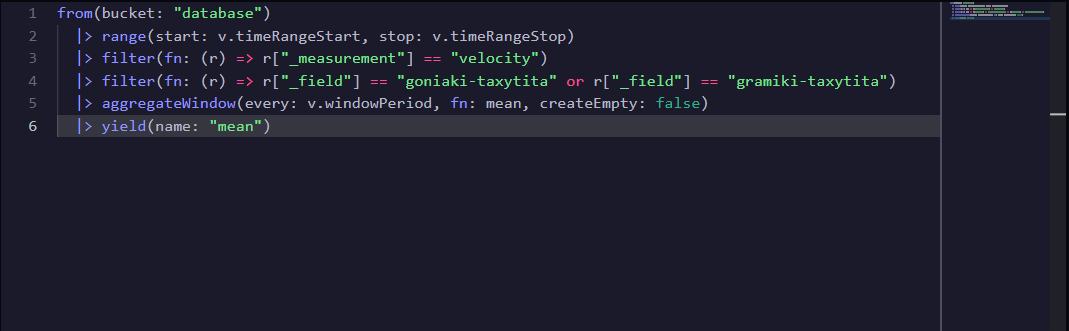 1 from(bucket: "database")
2 |> range(start: v.timeRangeStart, stop: v.timeRangeStop)
3 |> filter(fn: (r) => r["_measurement"] == "velocity")
4 |> filter(fn: (r) => r["_field"] == "goniaki-taxytita" or r["_field"] == "gramiki-taxytita")
5 |> aggregateWindow(every: v.windowPeriod, fn: mean, createEmpty: false)
6 |> yield(name: "mean")